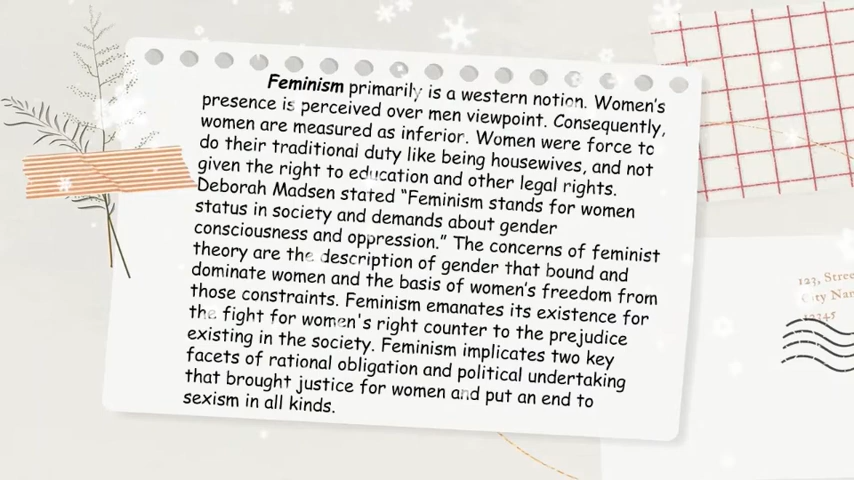 Feminism primarily is a western notion. Women's
presence is perceived over men viewpoint. Consequently,
women are measured as inferior. Women were force to
do their traditional duty like being housewives, and not
given the right to education and other legal rights.
Deborah Madsen stated “Feminism stands for women
status in society and demands about gender
consciousness and oppression.” The concerns of feminist
theory are the description of gender that bound and
dominate women and the basis of women's freedom from
those constraints. Feminism emanates its existence for
the fight for women's right counter to the prejudice
existing in the society. Feminism implicates two key
facets of rational obligation and political undertaking
that brought justice for women and put an end to
sexism in all kinds.
123, Stree
City Nam
12345